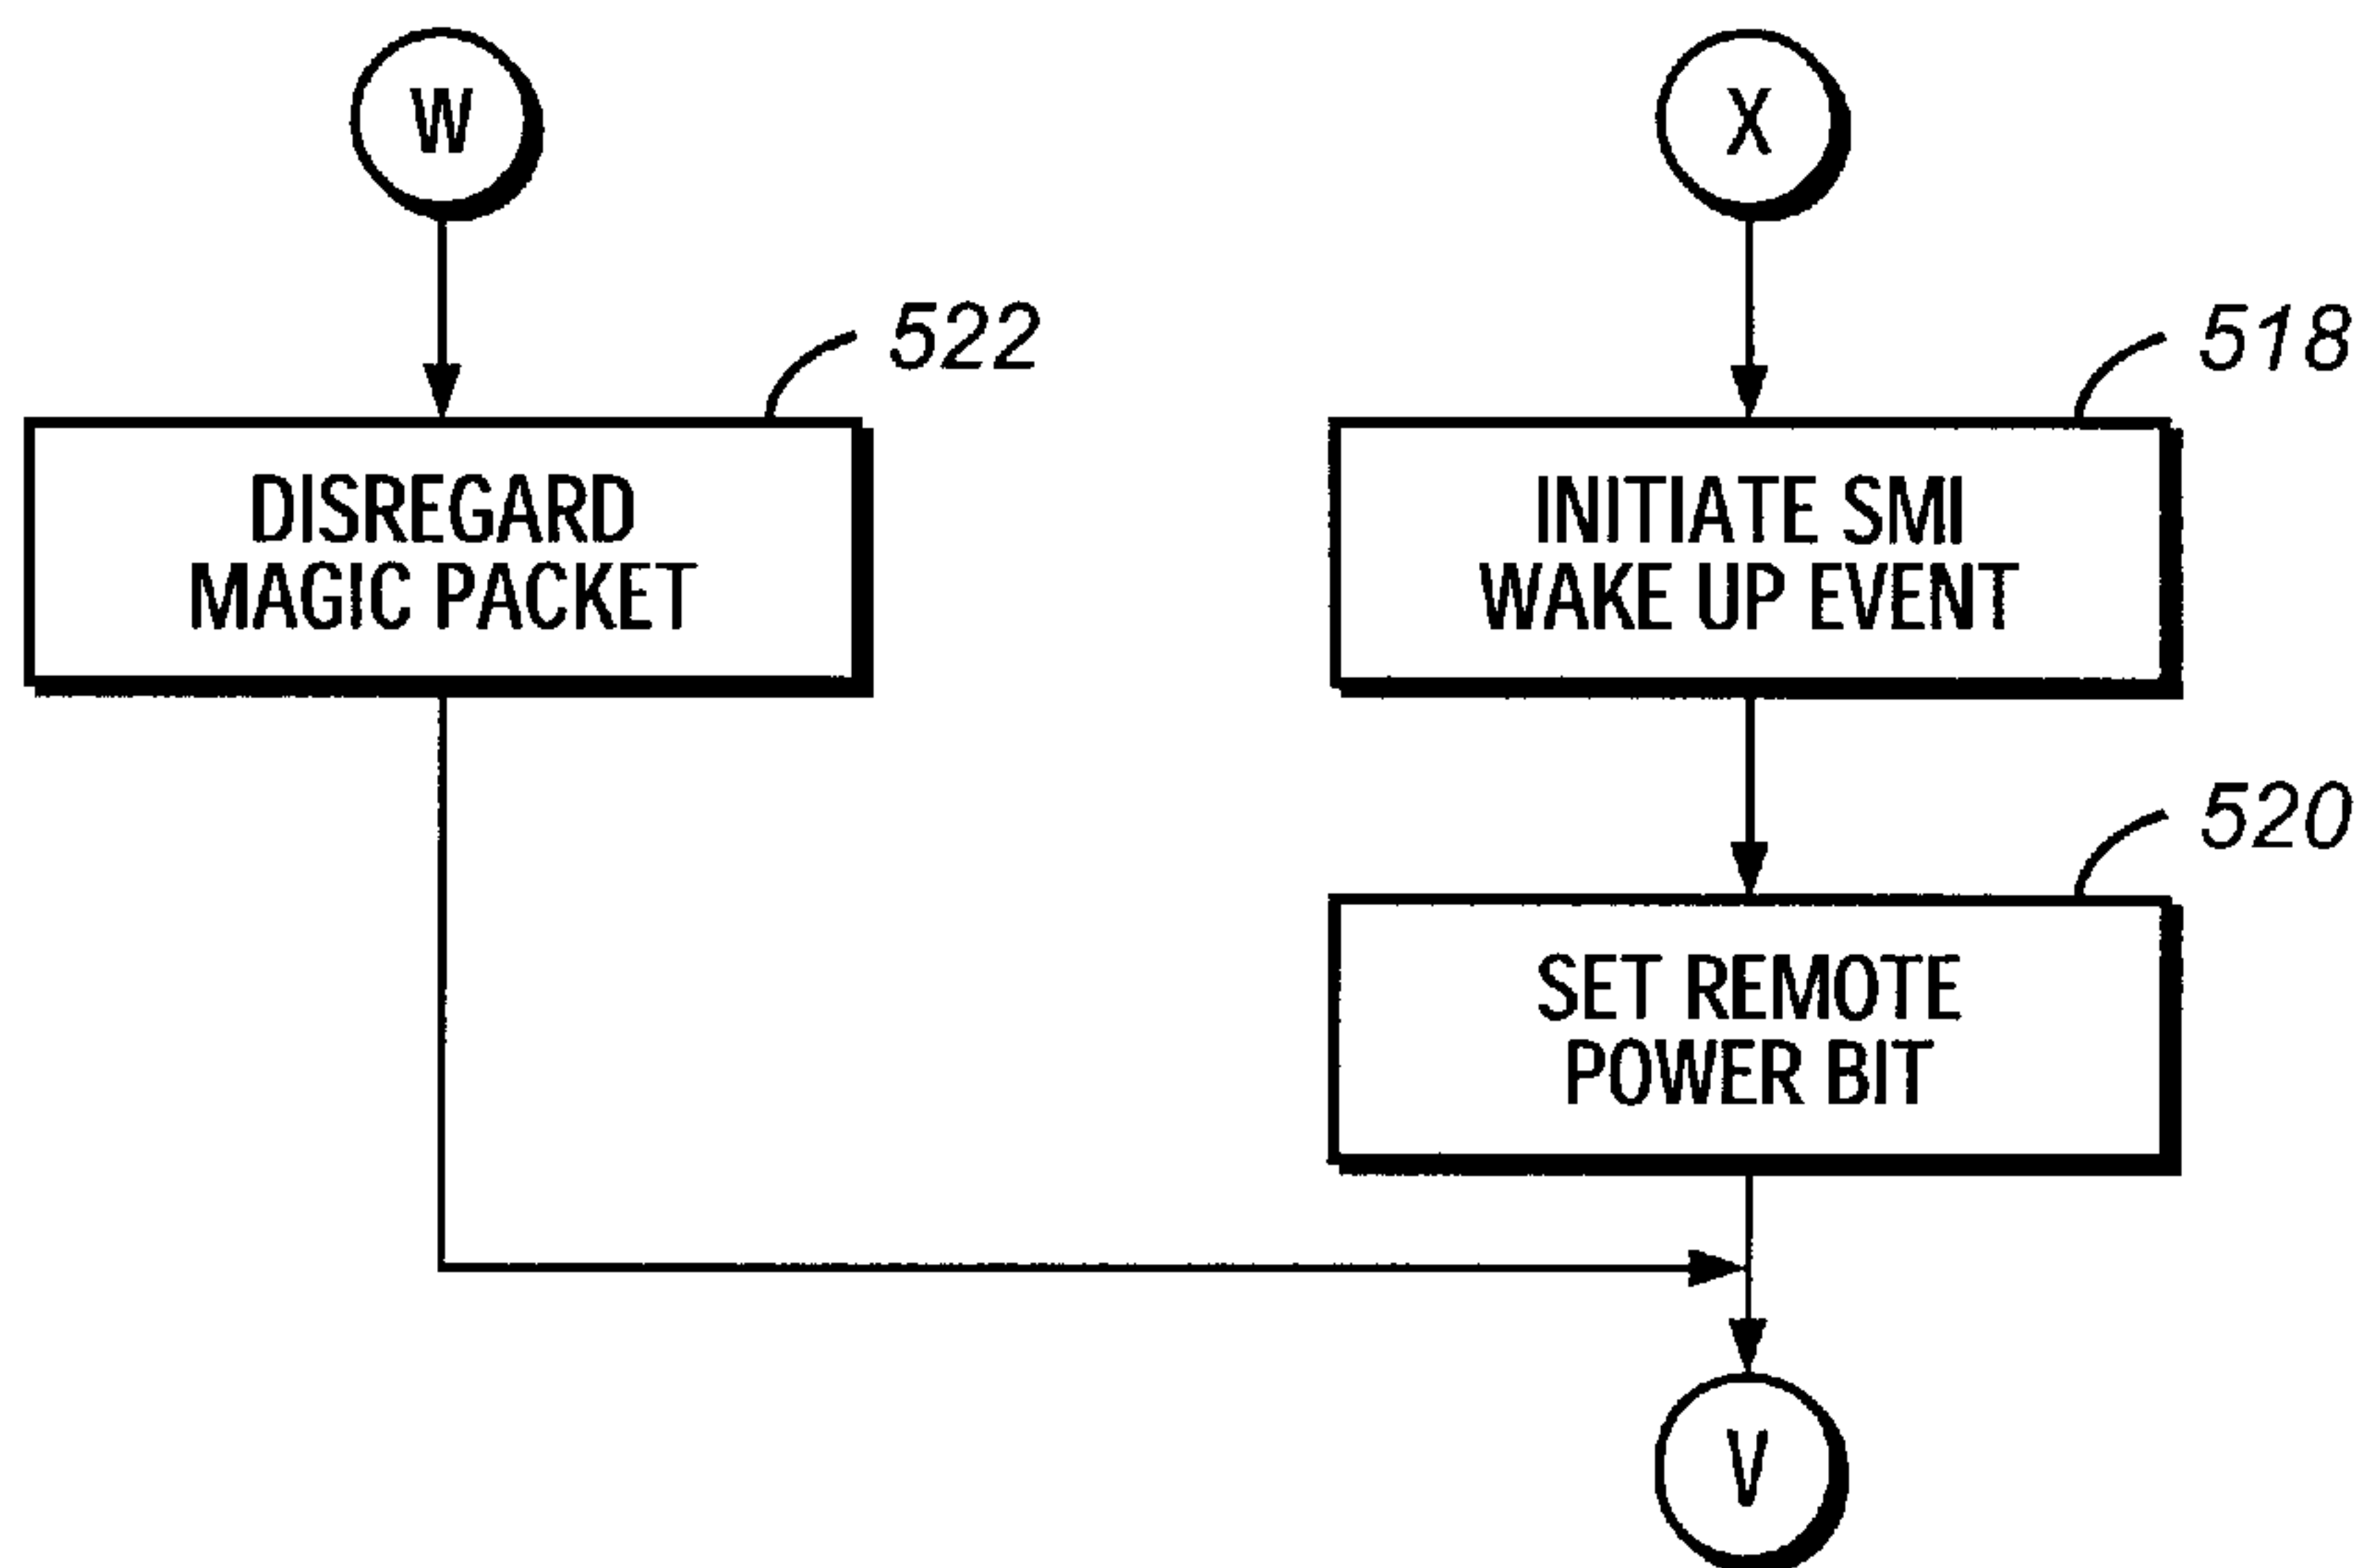 W
X
522
518
DISREGARD
MAGIC PACKET
INITIATE SMI
WAKE UP EVENT
520
SET REMOTE
POWER BIT
V